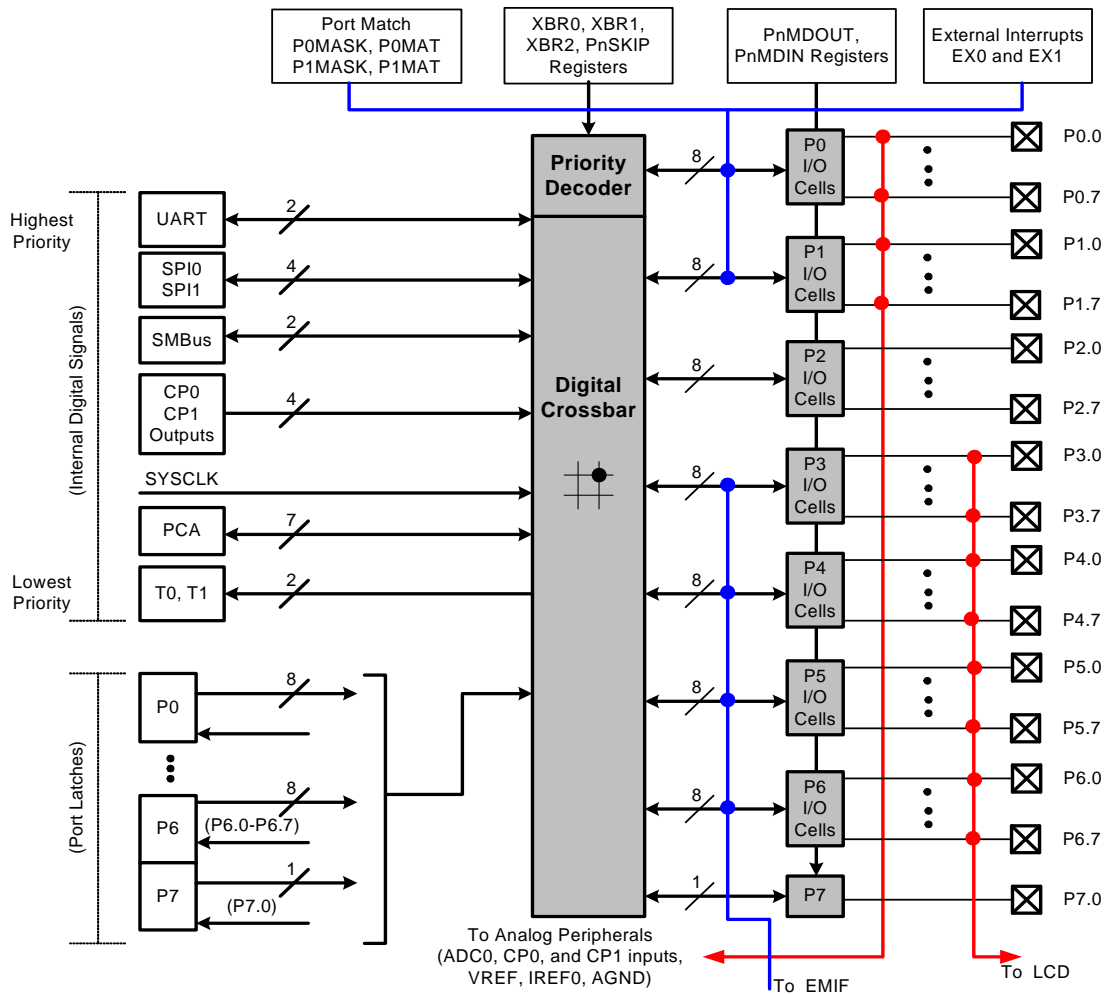 Port Match
P0MASK, P0MAT
P1MASK, P1MAT
XBR0, XBR1,
XBR2, PnSKIP
Registers
PnMDOUT,
PnMDIN Registers
External Interrupts
EX0 and EX1
Highest
Priority
(Internal Digital Signals)
Lowest
Priority
UART
2
SPI0
SPI1
4
SMBus
2
CP0
CP1
Outputs
4
SYSCLK
PCA
7
T0, T1
2
(Port Latches)
P0
8
P6
8
(P6.0-P6.7)
P7
1
(P7.0)
Priority
Decoder
Digital
Crossbar
8
P0
I/O
Cells
P0.0
P0.7
8
P1
I/O
Cells
P1.0
P1.7
8
P2
I/O
Cells
P2.0
P2.7
8
P3
I/O
Cells
P3.0
P3.7
8
P4
I/O
Cells
P4.0
P4.7
8
P5
I/O
Cells
P5.0
P5.7
8
P6
I/O
Cells
P6.0
P6.7
1
P7
P7.0
To Analog Peripherals
(ADC0, CP0, and CP1 inputs,
VREF, IREF0, AGND)
To EMIF
To LCD